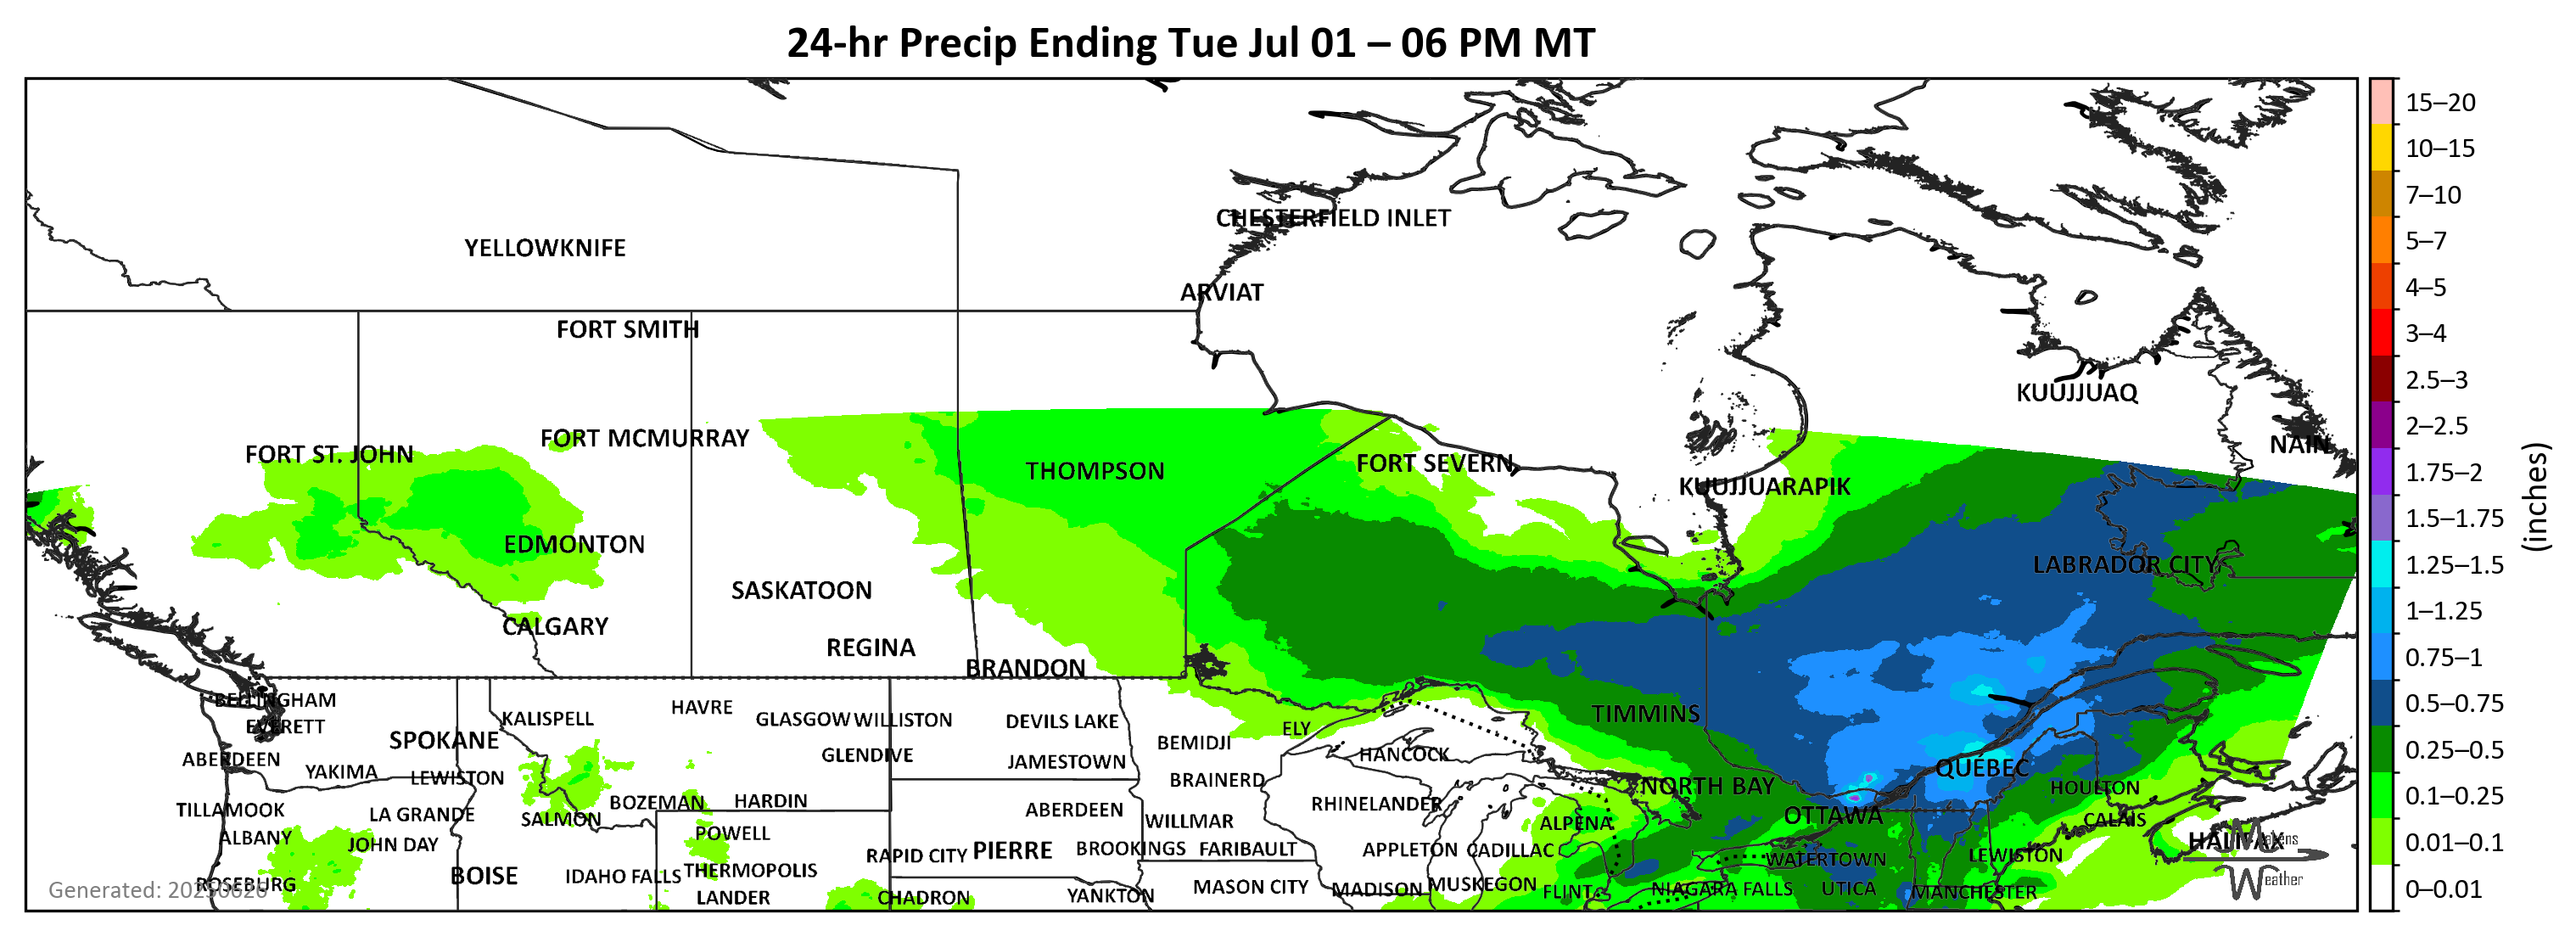 24-hr Precip Ending Tue Jul 01 – 06 PM MT
CHESTERFIELD INLET
YELLOWKNIFE
ARVIAT
FORT SMITH
KUUJJUAQ
FORT MCMURRAY
NAIN
FORT ST. JOHN
THOMPSON
FORT SEVERN
KUUJJUARAPIK
EDMONTON
LABRADOR CITY
SASKATOON
CALGARY
REGINA
BRANDON
BELLINGHAM
KALISPELL
HAVRE
GLASGOW
WILLISTON
DEVILS LAKE
TIMMINS
EVERETT
ELY
SPOKANE
BEMIDJI
ABERDEEN
GLENDIVE
JAMESTOWN
HANCOCK
QUÉBEC
YAKIMA
LEWISTON
BRAINERD
NORTH BAY
HOULTON
TILLAMOOK
LA GRANDE
SALMON
BOZEMAN
HARDIN
ABERDEEN
WILLMAR
RHINELANDER
ALPENA
OTTAWA
CALAIS
ALBANY
JOHN DAY
POWELL
RAPID CITY
PIERRE
BROOKINGS
FARIBAULT
APPLETON
CADILLAC
WATERTOWN
LEWISTON
HALIFAX
Makens
Weather
ROSEBURG
BOISE
IDAHO FALLS
THERMOPOLIS
LANDER
CHADRON
YANKTON
MASON CITY
MADISON
MUSKEGON
FLINT
NIAGARA FALLS
UTICA
MANCHESTER
Generated: 20250626
15–20
10–15
7–10
5–7
4–5
3–4
2.5–3
2–2.5
1.75–2
1.5–1.75
1.25–1.5
1–1.25
0.75–1
0.5–0.75
0.25–0.5
0.1–0.25
0.01–0.1
0–0.01
(inches)